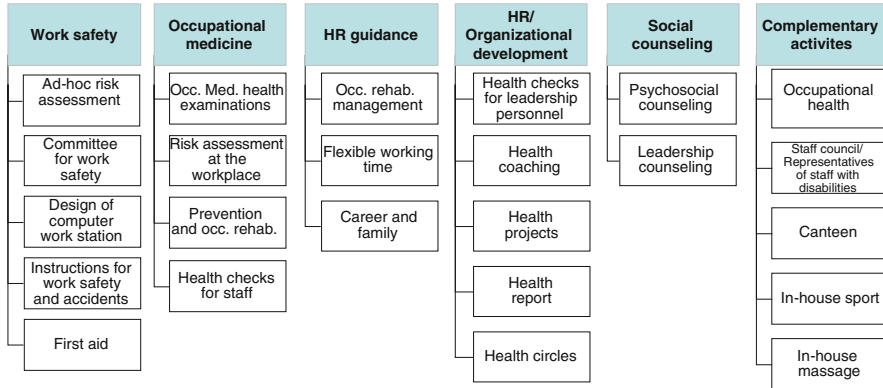 Work safety
Ad-hoc risk
assessment
Committee
for work
safety
Design of
computer
work station
Instructions for
work safety
and accidents
First aid
Occupational
medicine
Occ. Med. health
examinations
Risk assessment
at the
workplace
Prevention
and occ. rehab.
Health checks
for staff
HR guidance
Occ. rehab.
management
Flexible working
time
Career and
family
HR/
Organizational
development
Health checks
for leadership
personnel
Health
coaching
Health
projects
Health
report
Health circles
Social
counseling
Psychosocial
counseling
Leadership
counseling
Complementary
activites
Occupational
health
Staff council/
Representatives
of staff with
disabilities
Canteen
In-house sport
In-house
massage